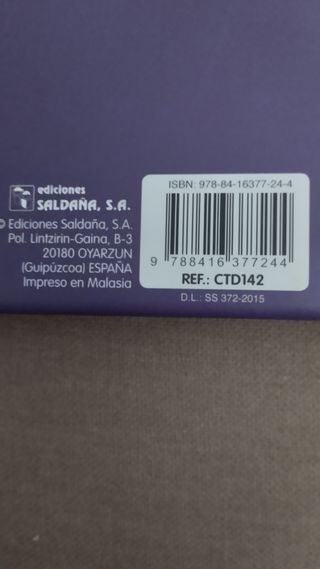 ediciones
SALDAÑA, S.A.
© Ediciones Saldaña, S.A.
Pol. Lintzirin-Gaina, B-3
20180 OYARZUN
(Guipúzcoa) ESPAÑA
Impreso en Malasia
ISBN: 978-84-16377-24-4
9 788416 377244
REF.: CTD142
D.L.: SS 372-2015